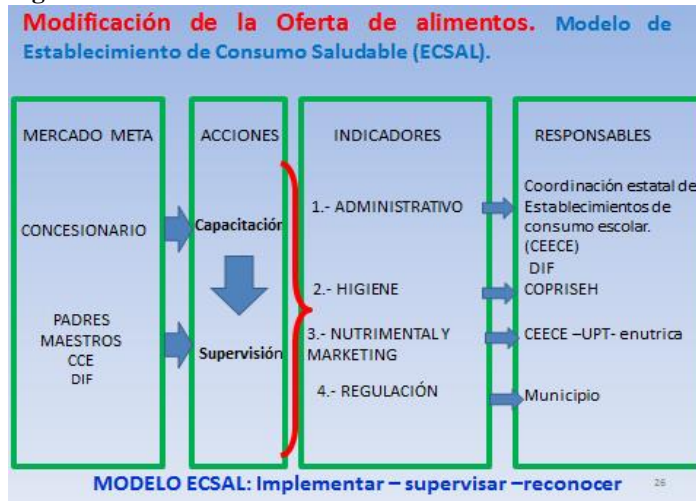 Modificación de la Oferta de alimentos. Modelo de
Establecimiento de Consumo Saludable (ECSAL).
MERCADO META
CONCESIONARIO
PADRES
MAESTROS
CCE
DIF
ACCIONES
Capacitación
Supervisión
INDICADORES
1.- ADMINISTRATIVO
2.- HIGIENE
3.- NUTRIMENTAL Y
MARKETING
4.- REGULACIÓN
RESPONSABLES
Coordinación estatal de
Establecimientos de
consumo escolar.
(CEECE)
DIF
COPRISEH
CEECE –UPT- enutrica
Municipio
MODELO ECSAL: Implementar – supervisar –reconocer
26